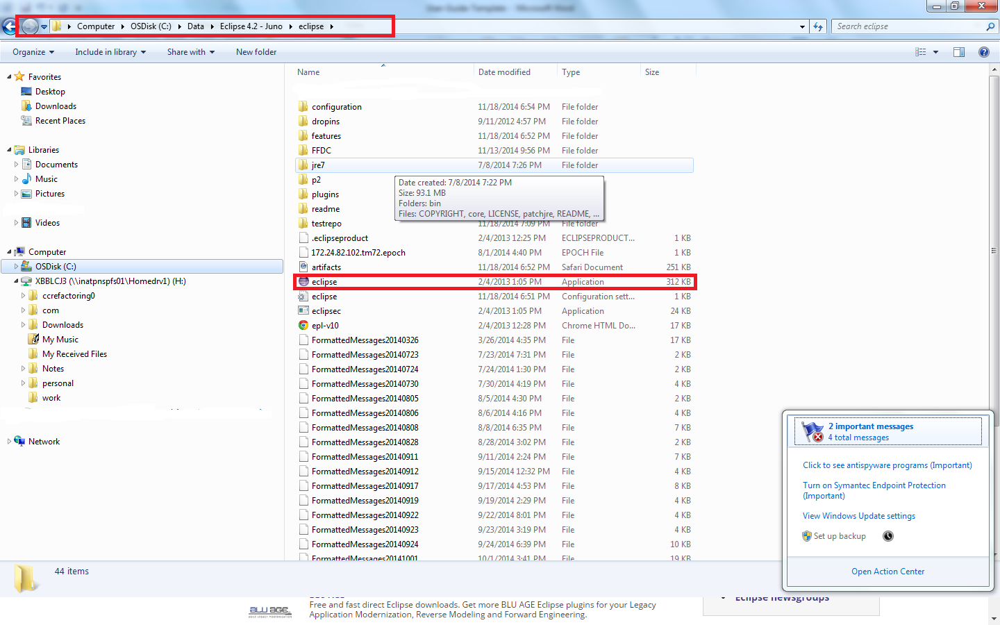 User Guide Template - Microsoft Word
Computer OSDisk (C:) Data Eclipse 4.2 - Juno eclipse
Search eclipse
Organize Include in library Share with New folder
Name Date modified Type Size
Favorites
Desktop
Downloads
Recent Places
Libraries
Documents
Music
Pictures
Videos
Computer
OSDisk (C:)
XBBLCJ3 (\\inatpnspfs01\Homedrv1) (H:)
ccrefactoring0
com
Downloads
My Music
My Received Files
Notes
personal
work
Network
configuration 11/18/2014 6:54 PM File folder
dropins 9/11/2012 4:57 PM File folder
features 11/18/2014 6:52 PM File folder
FFDC 11/13/2014 9:56 PM File folder
jre7 7/8/2014 7:26 PM File folder
p2
plugins
readme
testrepo 11/18/2014 7:09 PM File folder
Date created: 7/8/2014 7:22 PM
Size: 93.1 MB
Folders: bin
Files: COPYRIGHT, core, LICENSE, patchjre, README, ...
.eclipseproduct 2/4/2013 12:25 PM ECLIPSEPRODUCT... 1 KB
172.24.82.102.tm72.epoch 8/1/2014 4:40 PM EPOCH File 1 KB
artifacts 11/18/2014 6:52 PM Safari Document 251 KB
eclipse 2/4/2013 1:05 PM Application 312 KB
eclipse 11/18/2014 6:51 PM Configuration sett... 1 KB
eclipsec 2/4/2013 1:05 PM Application 24 KB
epl-v10 2/4/2013 12:28 PM Chrome HTML Do... 17 KB
FormattedMessages20140326 3/26/2014 4:35 PM File 17 KB
FormattedMessages20140723 7/23/2014 7:31 PM File 2 KB
FormattedMessages20140724 7/24/2014 1:30 PM File 2 KB
FormattedMessages20140730 7/30/2014 4:19 PM File 4 KB
FormattedMessages20140805 8/5/2014 4:30 PM File 2 KB
FormattedMessages20140806 8/6/2014 4:16 PM File 4 KB
FormattedMessages20140808 8/8/2014 6:35 PM File 7 KB
FormattedMessages20140828 8/28/2014 3:02 PM File 2 KB
FormattedMessages20140911 9/11/2014 2:24 PM File 7 KB
FormattedMessages20140912 9/15/2014 12:32 PM File 4 KB
FormattedMessages20140917 9/17/2014 4:53 PM File 8 KB
FormattedMessages20140919 9/19/2014 2:29 PM File 4 KB
FormattedMessages20140922 9/22/2014 8:01 PM File 4 KB
FormattedMessages20140923 9/23/2014 3:19 PM File 4 KB
FormattedMessages20140924 9/24/2014 6:39 PM File 10 KB
FormattedMessages20141001 10/1/2014 3:41 PM File 19 KB
2 important messages
4 total messages
Click to see antispyware programs (Important)
Turn on Symantec Endpoint Protection
(Important)
View Windows Update settings
Set up backup
Open Action Center
44 items
BLU AGE
Free and fast direct Eclipse downloads. Get more BLU AGE Eclipse plugins for your Legacy
Application Modernization, Reverse Modeling and Forward Engineering.
Eclipse newsgroups